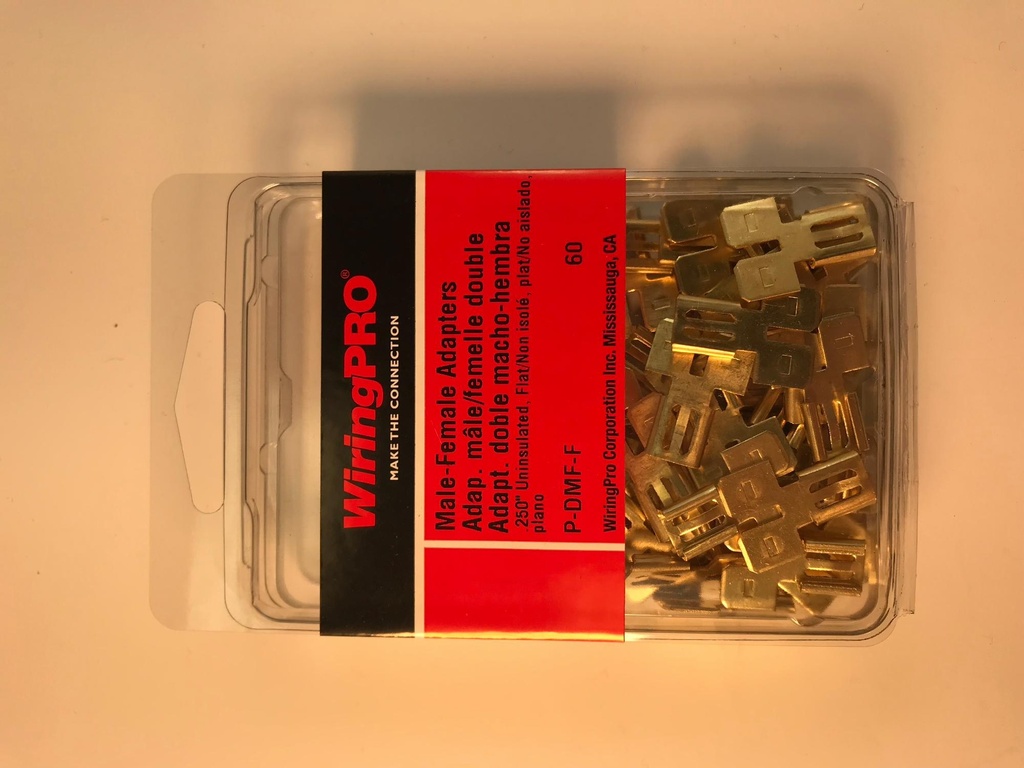 WiringPRO®
MAKE THE CONNECTION
Male-Female Adapters
Adap. mâle/femelle double
Adapt. doble macho-hembra
.250" Uninsulated, Flat/Non isolé, plat/No aislado,
plano
P-DMF-F 60
WiringPro Corporation Inc. Mississauga, CA